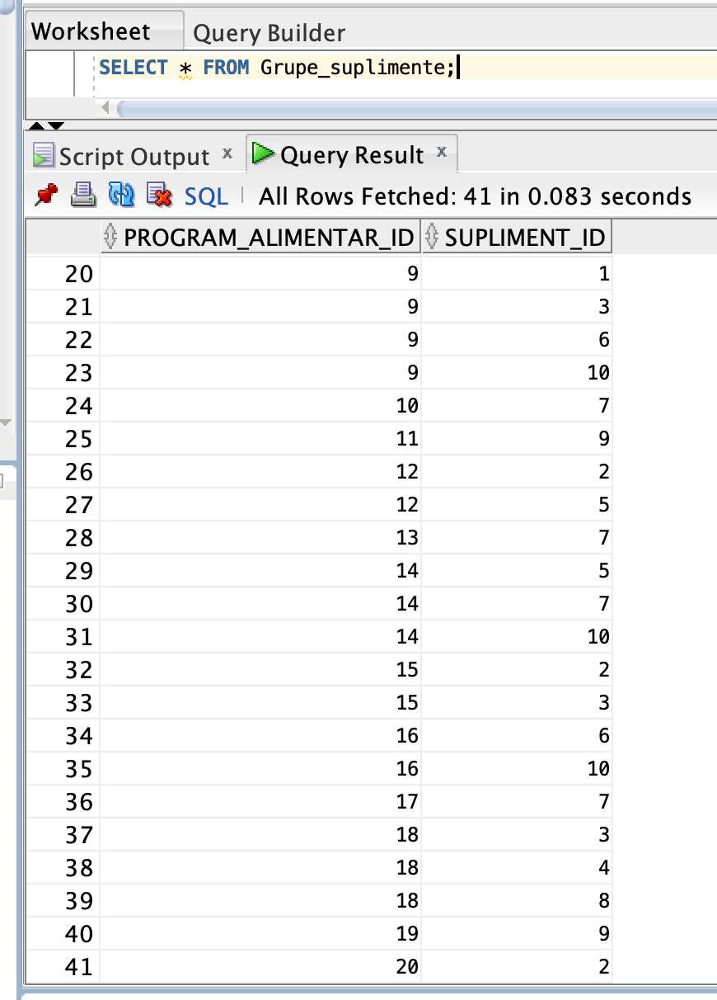 Worksheet Query Builder
SELECT * FROM Grupe_suplimente;
Script Output x Query Result x
SQL | All Rows Fetched: 41 in 0.083 seconds
PROGRAM_ALIMENTAR_ID SUPLIMENT_ID
20 9 1
21 9 3
22 9 6
23 9 10
24 10 7
25 11 9
26 12 2
27 12 5
28 13 7
29 14 5
30 14 7
31 14 10
32 15 2
33 15 3
34 16 6
35 16 10
36 17 7
37 18 3
38 18 4
39 18 8
40 19 9
41 20 2